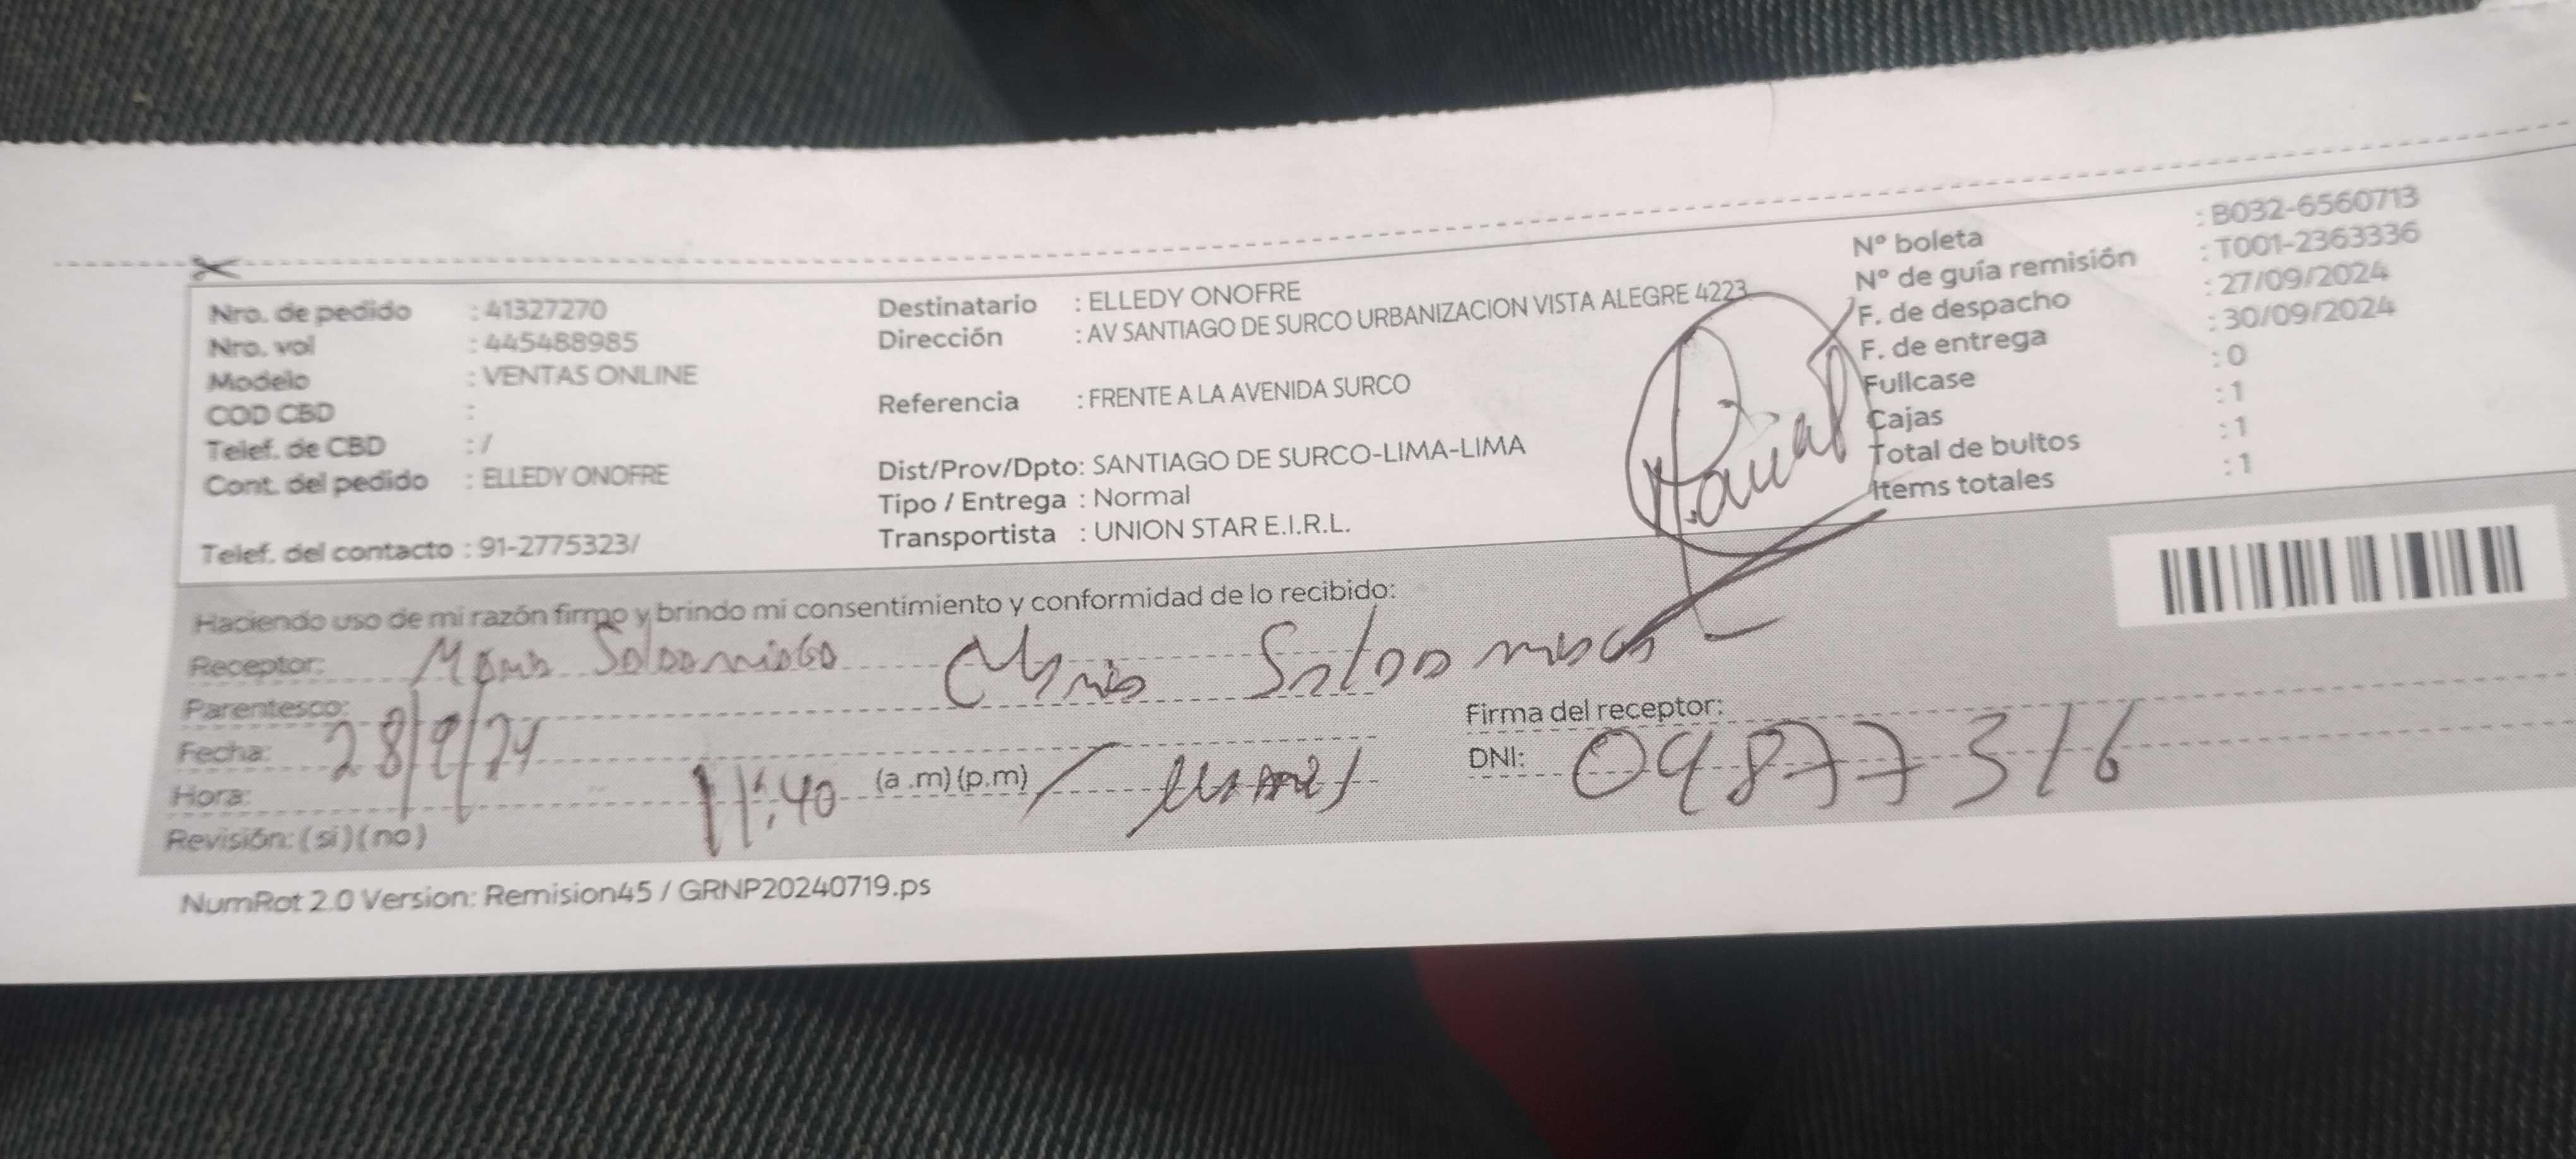 Nro. de pedido : 41327270
Nro. vol : 445488985
Modelo : VENTAS ONLINE
COD CBD :
Telef. de CBD : /
Cont. del pedido : ELLEDY ONOFRE
Telef. del contacto : 91-2775323/
Destinatario : ELLEDY ONOFRE
Dirección : AV SANTIAGO DE SURCO URBANIZACION VISTA ALEGRE 4223
Referencia : FRENTE A LA AVENIDA SURCO
Dist/Prov/Dpto: SANTIAGO DE SURCO-LIMA-LIMA
Tipo / Entrega : Normal
Transportista : UNION STAR E.I.R.L.
N° boleta : B032-6560713
N° de guía remisión : T001-2363336
F. de despacho : 27/09/2024
F. de entrega : 30/09/2024
Fullcase : 0
Cajas : 1
Total de bultos : 1
Items totales : 1
Haciendo uso de mi razón firmo y brindo mi consentimiento y conformidad de lo recibido:
Receptor:
Parentesco:
Fecha: 28/9/24
Hora: 11:40 (a .m) (p.m) /
Revisión: ( si ) ( no )
Firma del receptor:
DNI: 09877316
NumRot 2.0 Version: Remision45 / GRNP20240719.ps